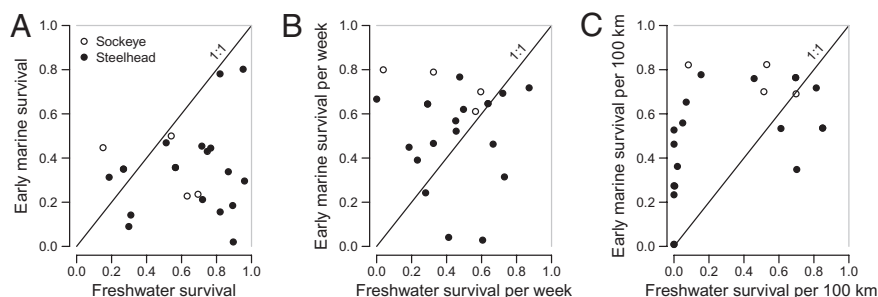 A
Sockeye
Steelhead
1:1
Early marine survival
1.0
0.8
0.6
0.4
0.2
0.0
0.0 0.2 0.4 0.6 0.8 1.0
Freshwater survival
B
1:1
Early marine survival per week
1.0
0.8
0.6
0.4
0.2
0.0
0.0 0.2 0.4 0.6 0.8 1.0
Freshwater survival per week
C
1:1
Early marine survival per 100 km
1.0
0.8
0.6
0.4
0.2
0.0
0.0 0.2 0.4 0.6 0.8 1.0
Freshwater survival per 100 km